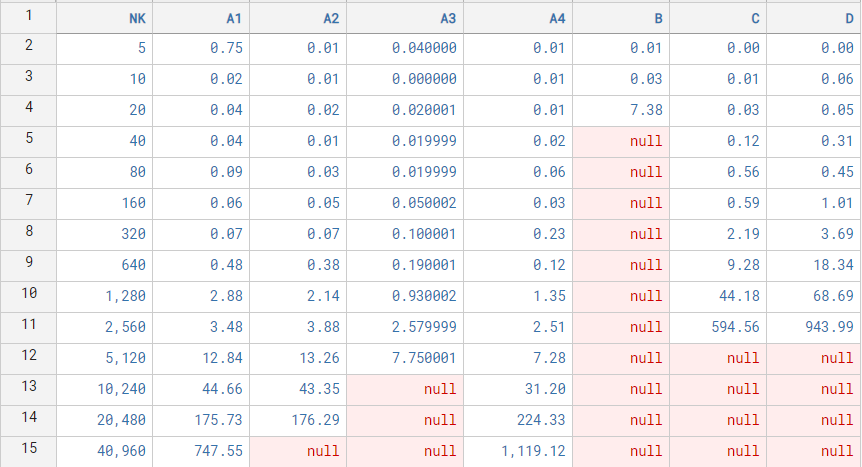 1 NK A1 A2 A3 A4 B C D
2 5 0.75 0.01 0.040000 0.01 0.01 0.00 0.00
3 10 0.02 0.01 0.000000 0.01 0.03 0.01 0.06
4 20 0.04 0.02 0.020001 0.01 7.38 0.03 0.05
5 40 0.04 0.01 0.019999 0.02 null 0.12 0.31
6 80 0.09 0.03 0.019999 0.06 null 0.56 0.45
7 160 0.06 0.05 0.050002 0.03 null 0.59 1.01
8 320 0.07 0.07 0.100001 0.23 null 2.19 3.69
9 640 0.48 0.38 0.190001 0.12 null 9.28 18.34
10 1,280 2.88 2.14 0.930002 1.35 null 44.18 68.69
11 2,560 3.48 3.88 2.579999 2.51 null 594.56 943.99
12 5,120 12.84 13.26 7.750001 7.28 null null null
13 10,240 44.66 43.35 null 31.20 null null null
14 20,480 175.73 176.29 null 224.33 null null null
15 40,960 747.55 null null 1,119.12 null null null